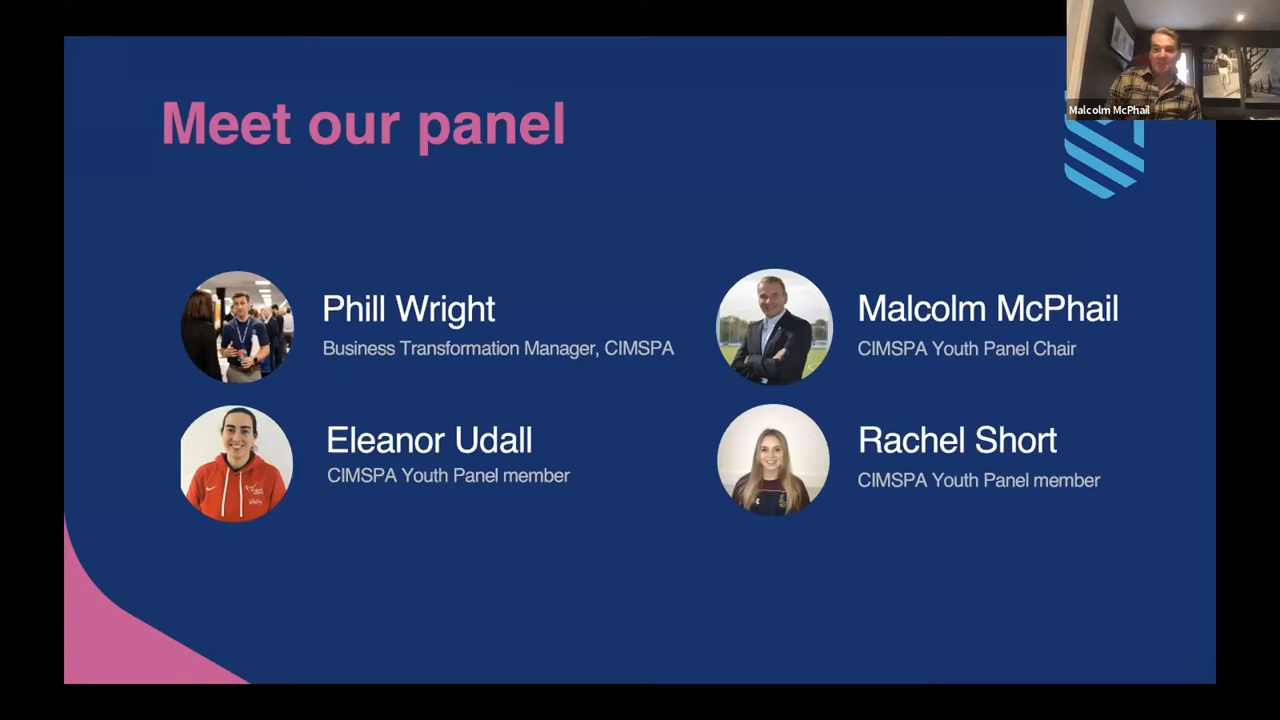 Malcolm McPhail
Meet our panel
Phill Wright
Business Transformation Manager, CIMSPA
Malcolm McPhail
CIMSPA Youth Panel Chair
Eleanor Udall
CIMSPA Youth Panel member
Rachel Short
CIMSPA Youth Panel member